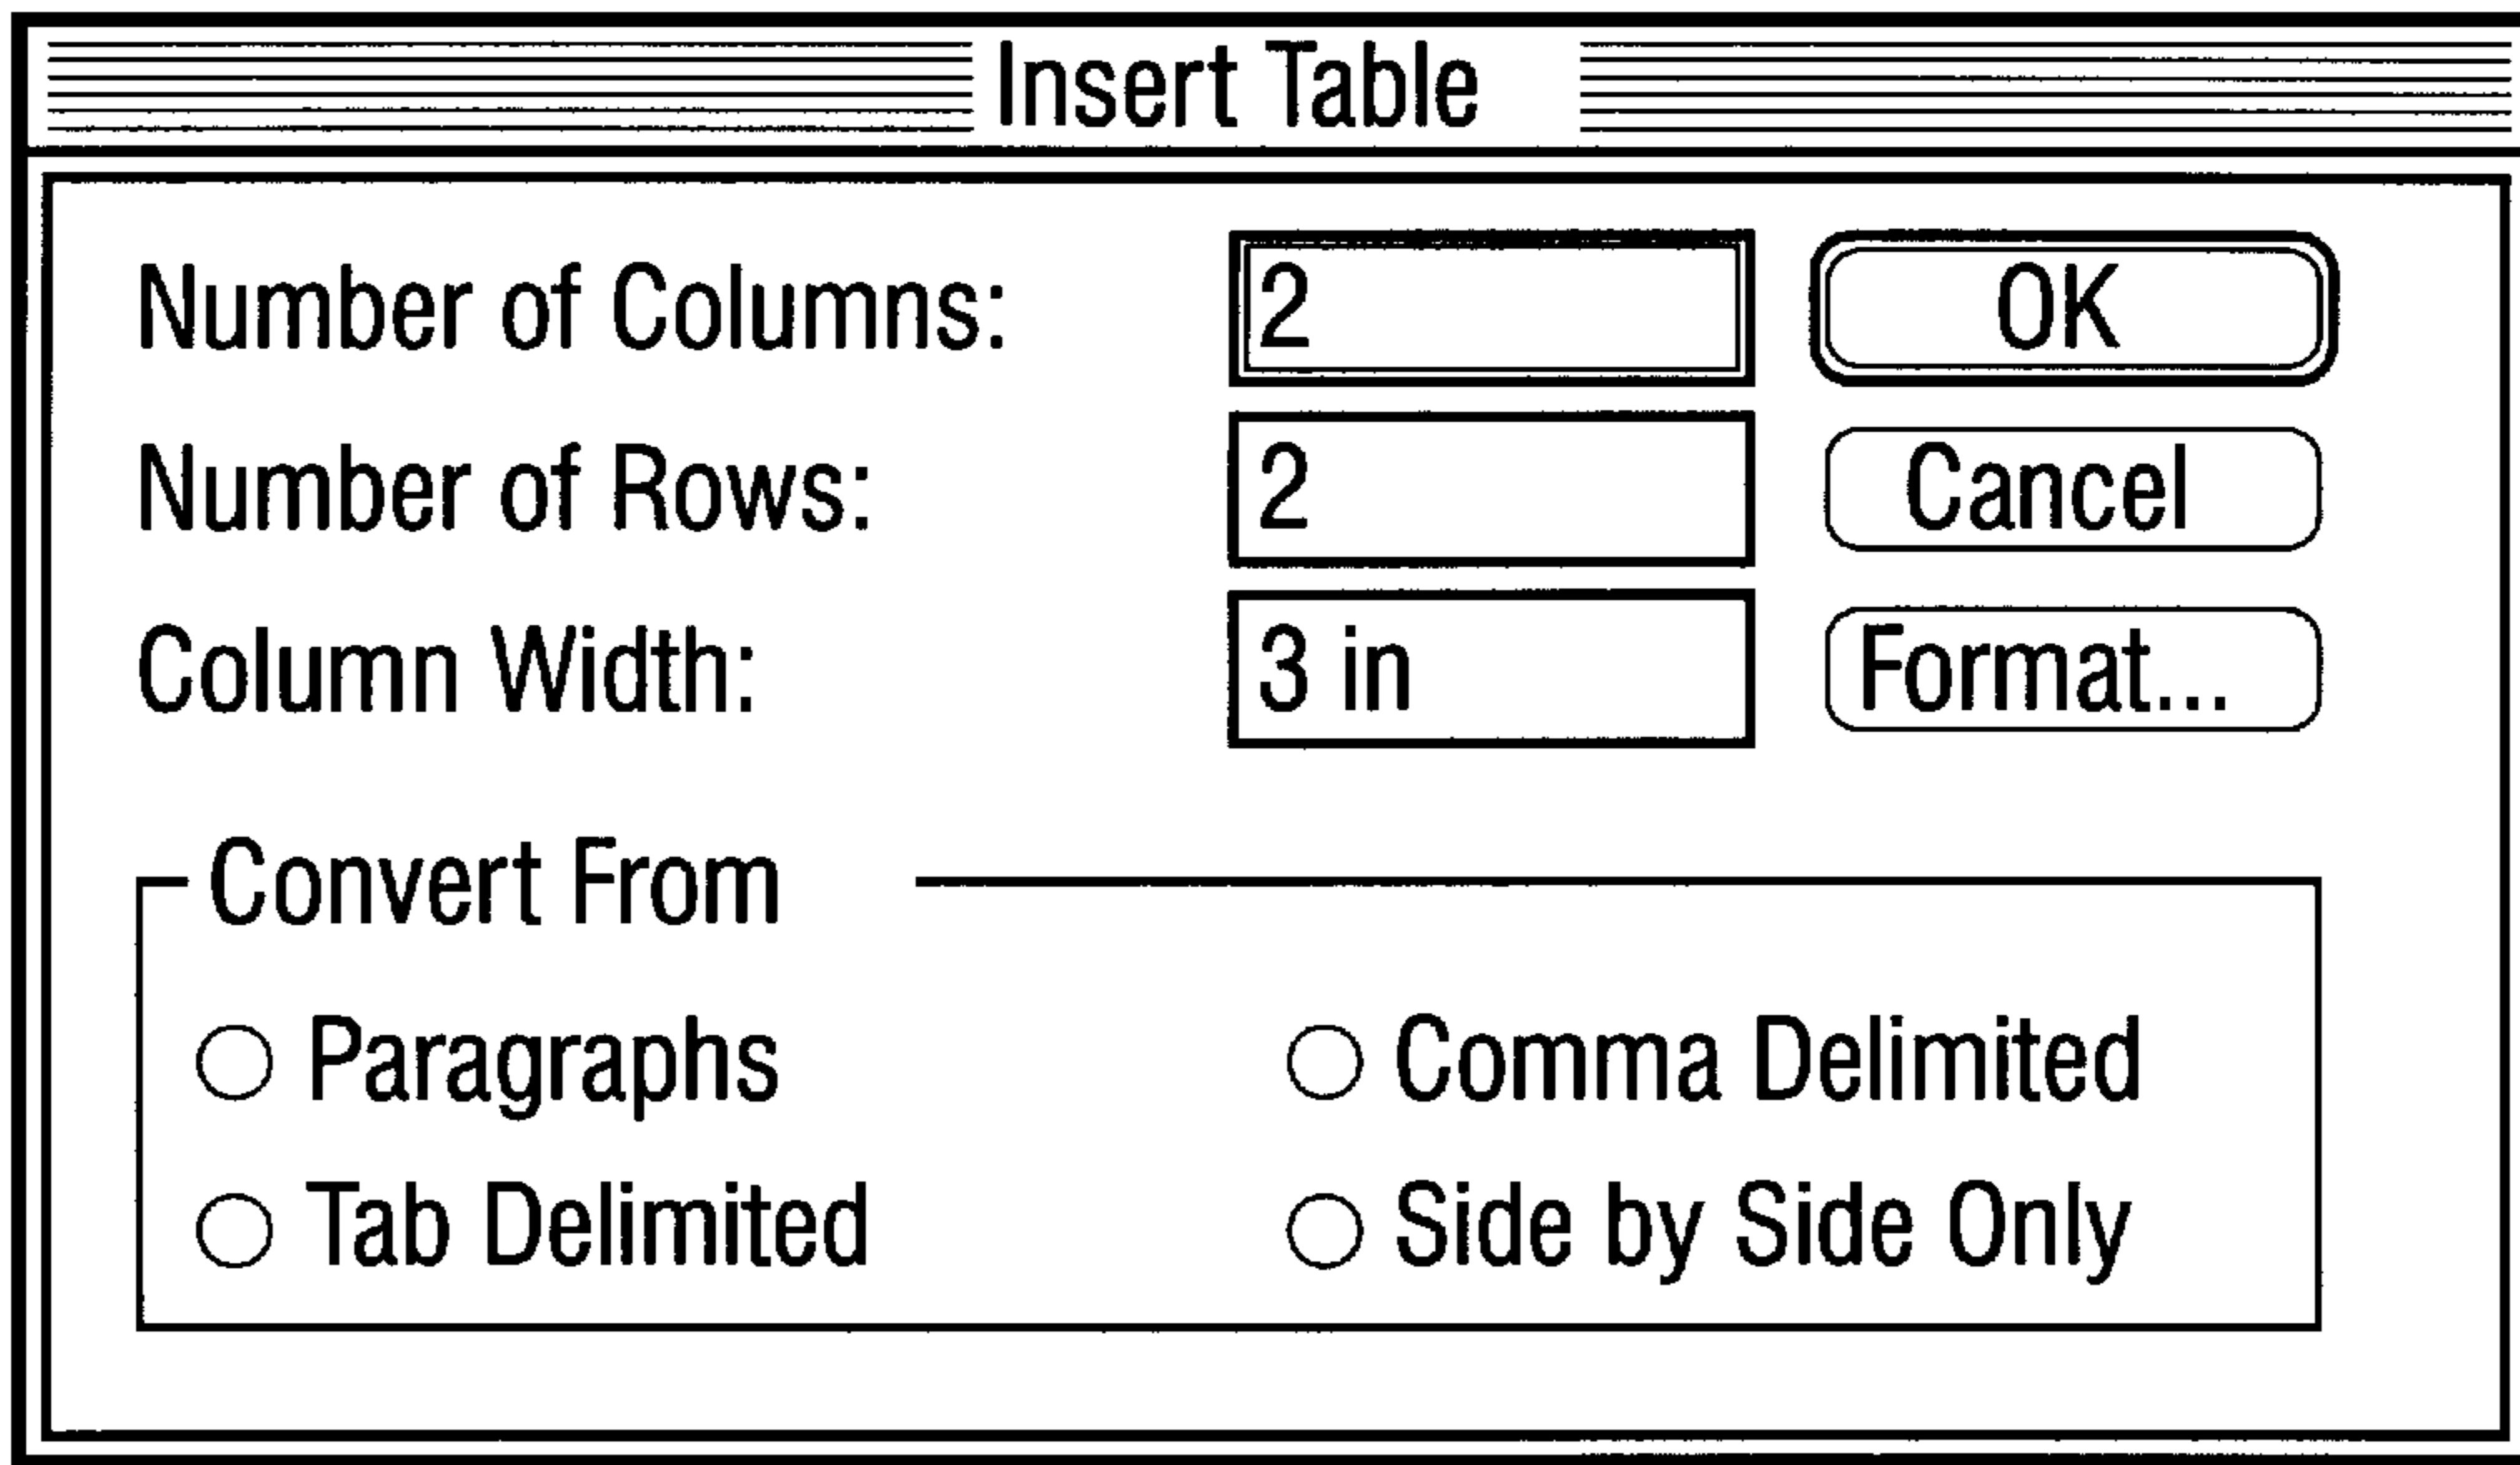 Insert Table
Number of Columns: 2 OK
Number of Rows: 2 Cancel
Column Width: 3 in Format...
Convert From
Paragraphs Comma Delimited
Tab Delimited Side by Side Only